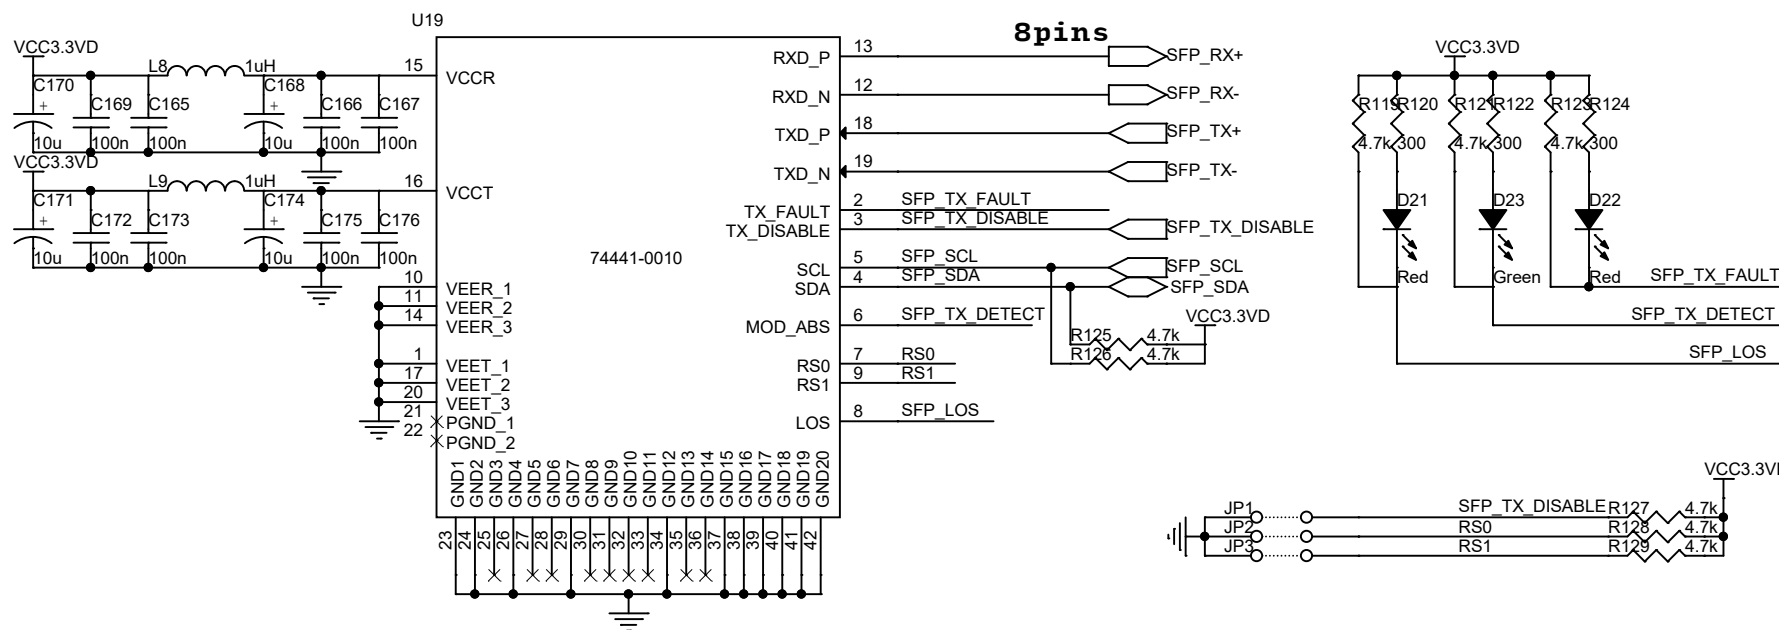 U19
8pins
VCC3.3VD
C170
+
10u
C169
100n
C165
100n
L8
1uH
C168
+
10u
C166
100n
C167
100n
15
VCCR
VCC3.3VD
C171
+
10u
C172
100n
C173
100n
L9
1uH
C174
+
10u
C175
100n
C176
100n
16
VCCT
10
VEER_1
11
VEER_2
14
VEER_3
1
VEET_1
17
VEET_2
20
VEET_3
21
PGND_1
22
PGND_2
74441-0010
RXD_P 13 SFP_RX+
RXD_N 12 SFP_RX-
TXD_P 18 SFP_TX+
TXD_N 19 SFP_TX-
TX_FAULT 2 SFP_TX_FAULT
TX_DISABLE 3 SFP_TX_DISABLE SFP_TX_DISABLE
SCL 5 SFP_SCL SFP_SCL
SDA 4 SFP_SDA SFP_SDA
MOD_ABS 6 SFP_TX_DETECT
VCC3.3VD
R125 4.7k
R126 4.7k
RS0 7 RS0
RS1 9 RS1
LOS 8 SFP_LOS
GND1 GND2 GND3 GND4 GND5 GND6 GND7 GND8 GND9 GND10 GND11 GND12 GND13 GND14 GND15 GND16 GND17 GND18 GND19 GND20
23 24 25 26 27 28 29 30 31 32 33 34 35 36 37 38 39 40 41 42
VCC3.3VD
R119 R120 R121 R122 R123 R124
4.7k 300 4.7k 300 4.7k 300
D21 D23 D22
Red Green Red
SFP_TX_FAULT
SFP_TX_DETECT
SFP_LOS
VCC3.3V
JP1 SFP_TX_DISABLE R127 4.7k
JP2 RS0 R128 4.7k
JP3 RS1 R129 4.7k